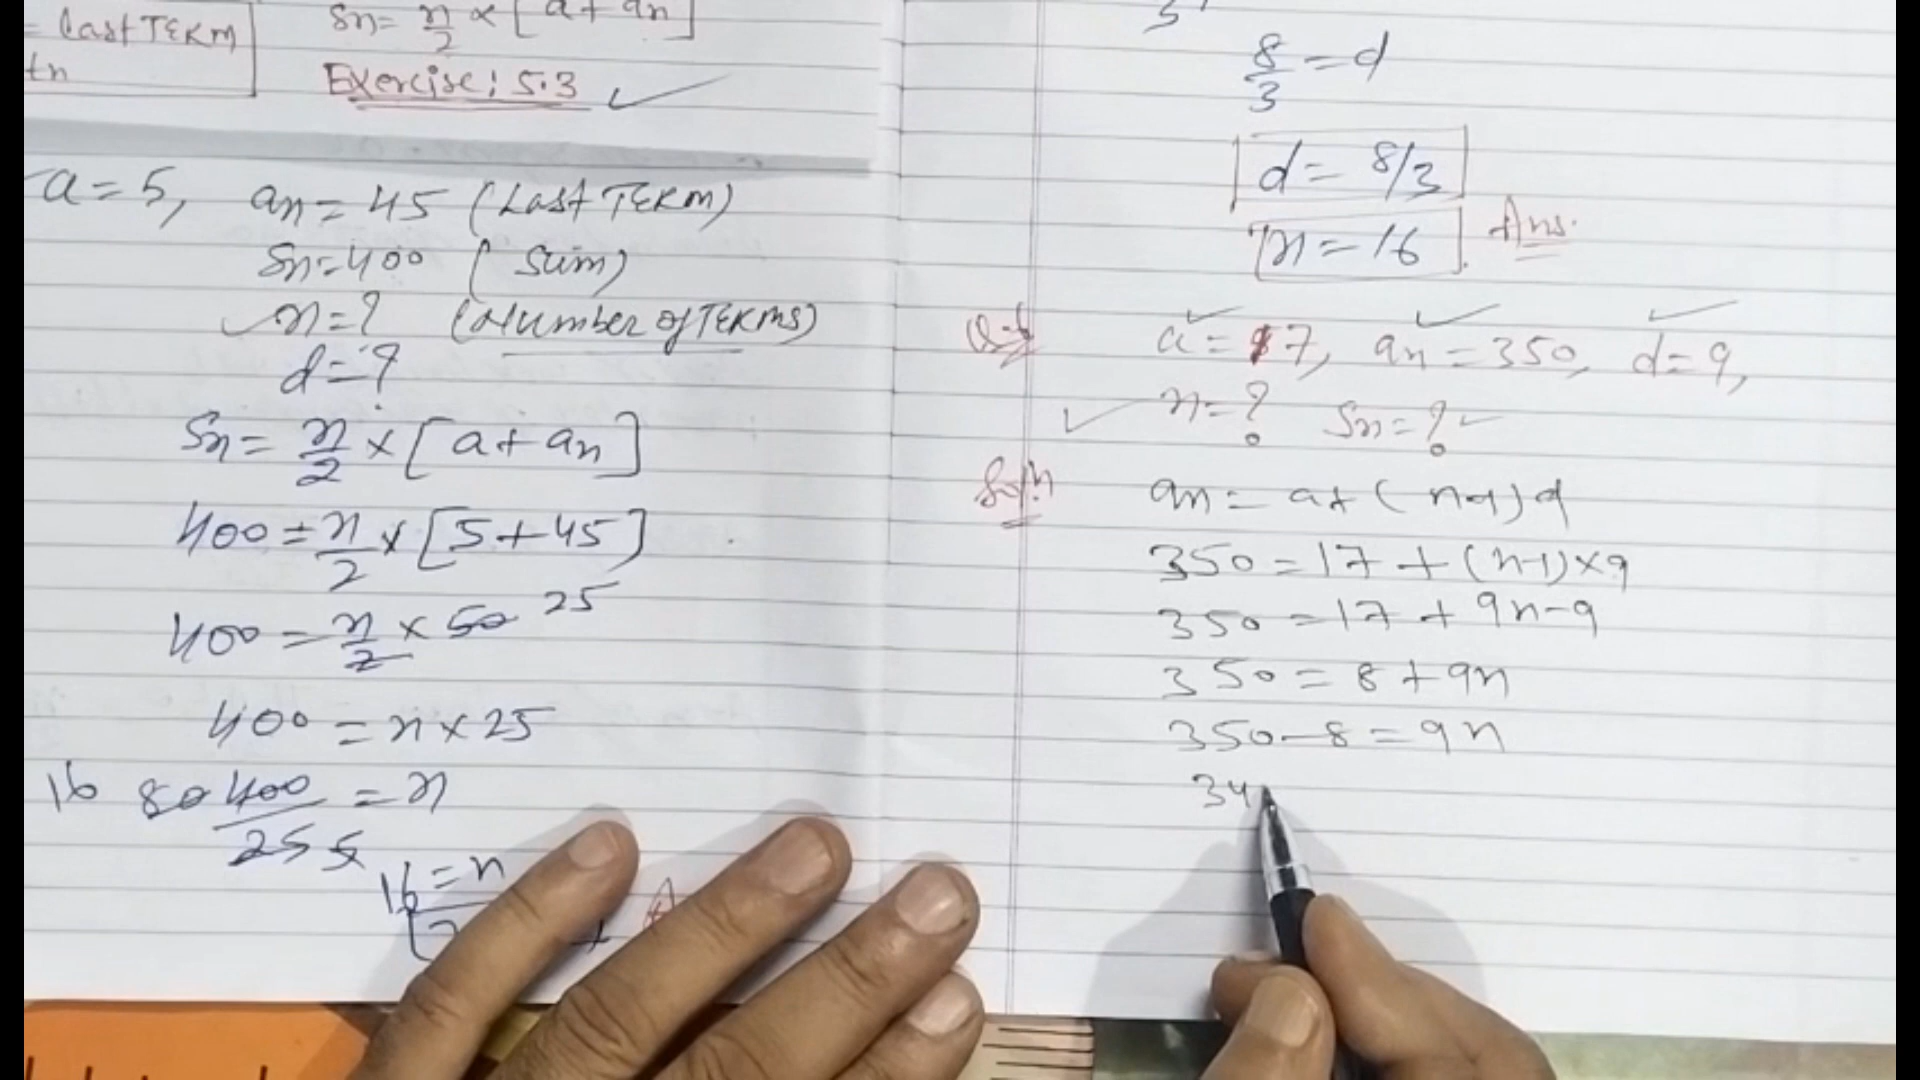 = Last TERM
tn
Sn = n/2 × [a + an]
Exercise: 5.3
a = 5, an = 45 (Last TERM)
Sn = 400 (Sum)
n = ? (Number of TERMS)
d = ?
Sn = n/2 × [a + an]
400 = n/2 × [5 + 45]
400 = n/2 × 50 25
400 = n × 25
16 80 400/25 5 = n
16 = n
8/3 = d
d = 8/3
n = 16 Ans.
a = 17, an = 350, d = 9,
n = ? Sn = ?
Sol/n an = a + (n-1) d
350 = 17 + (n-1) × 9
350 = 17 + 9n - 9
350 = 8 + 9n
350 - 8 = 9n
34